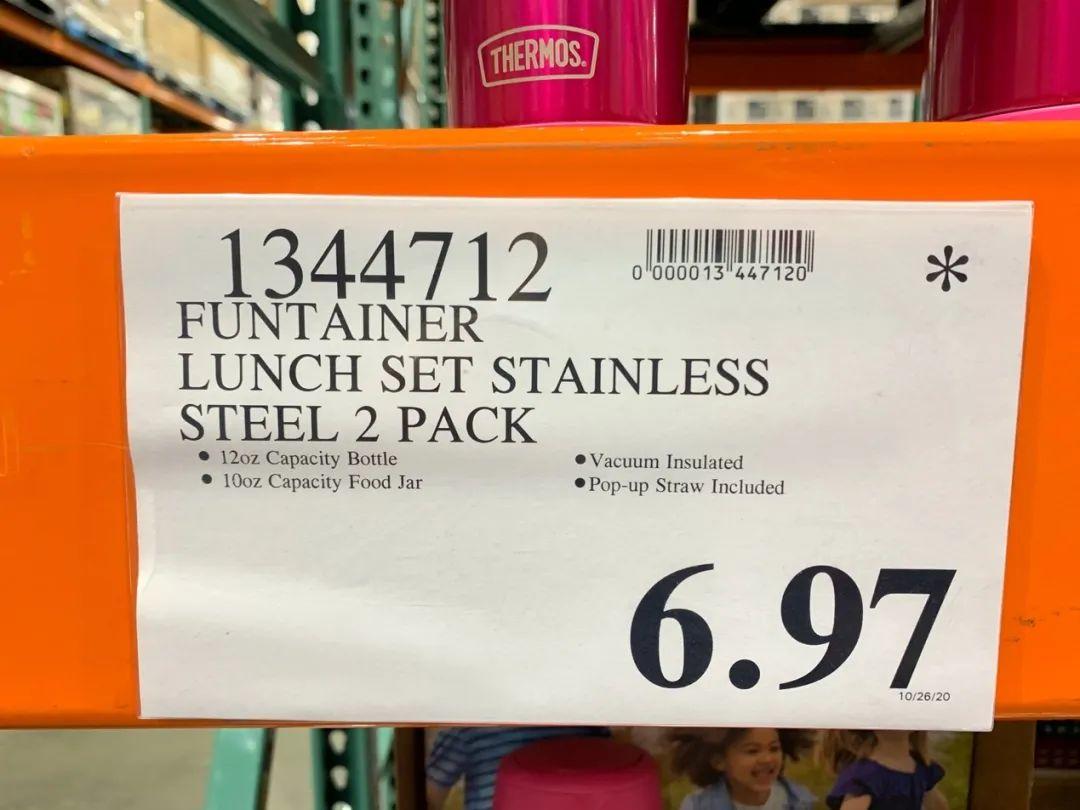 THERMOS.
1344712
0 000013 447120
*
FUNTAINER
LUNCH SET STAINLESS
STEEL 2 PACK
• 12oz Capacity Bottle
• 10oz Capacity Food Jar
• Vacuum Insulated
• Pop-up Straw Included
6.97
10/26/20